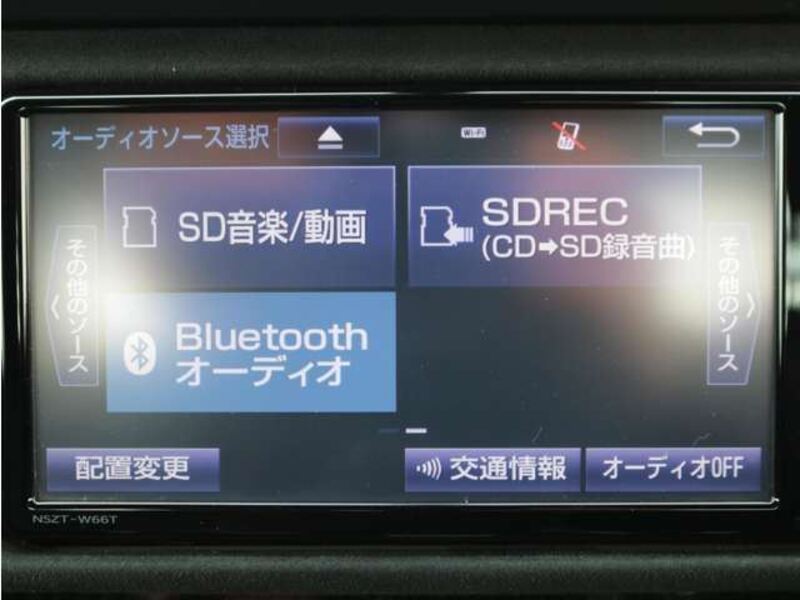 オーディオソース選択
Wi-Fi
SD音楽/動画
SDREC
(CD➡SD録音曲)
その他のソース
その他のソース
Bluetooth
オーディオ
配置変更
交通情報
オーディオOFF
NSZT-W66T